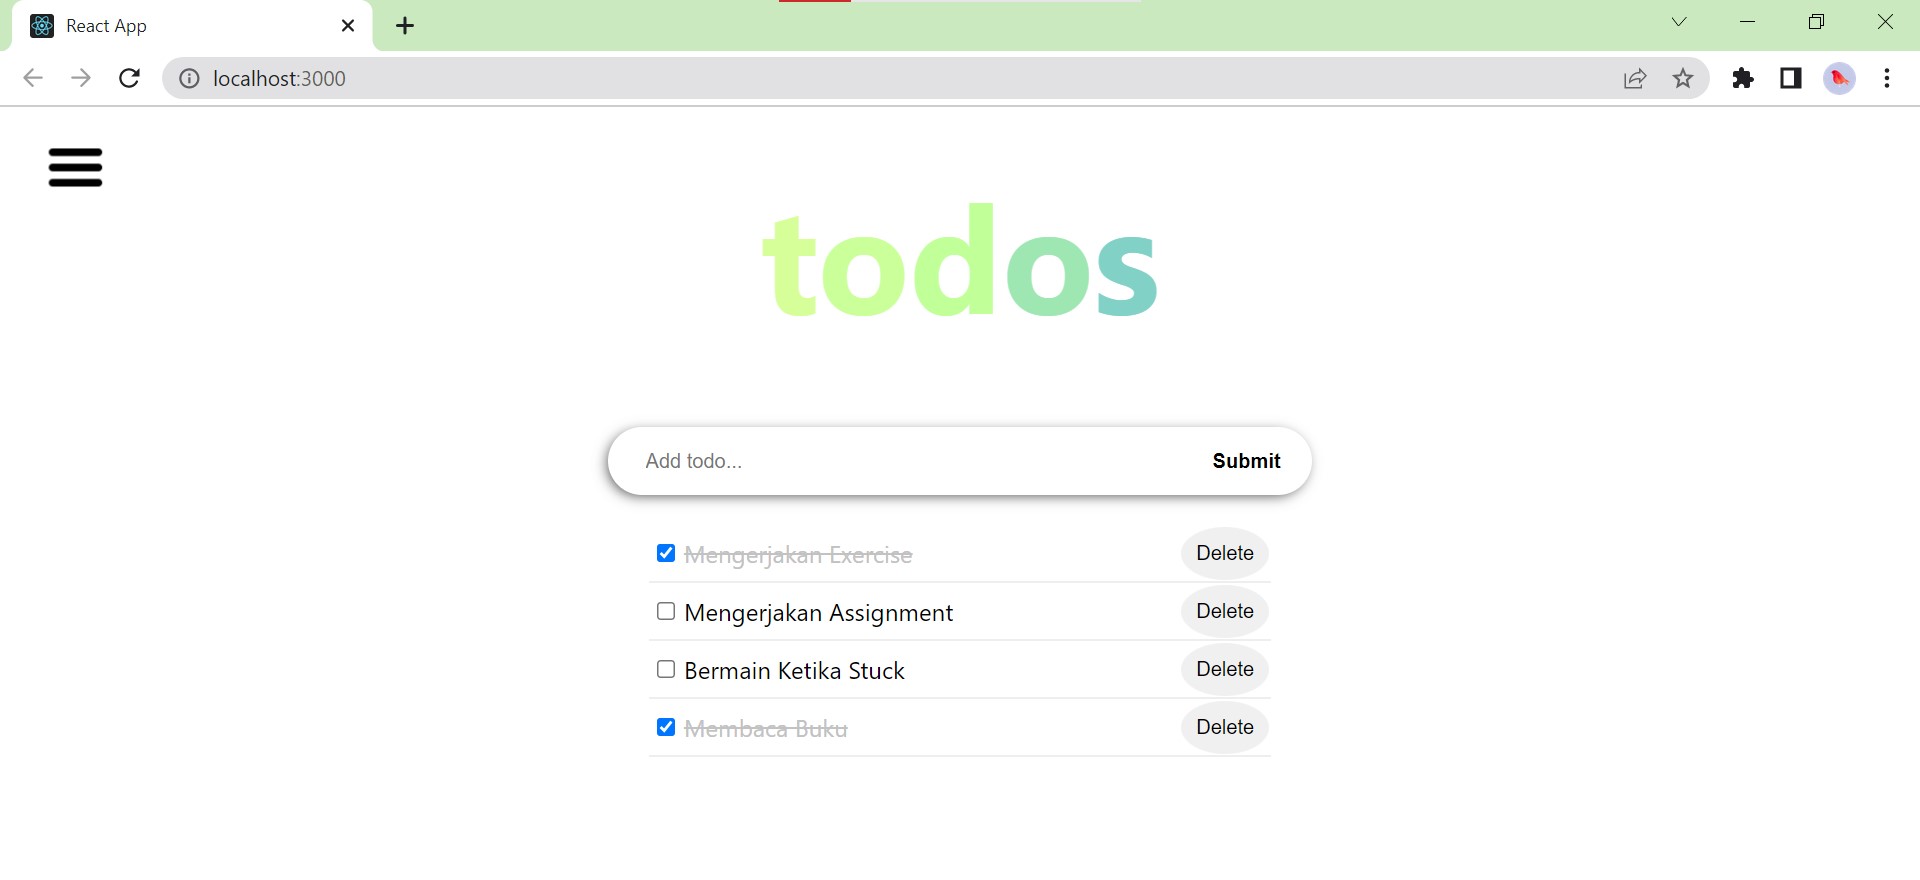 React App
localhost:3000
todos
Add todo... Submit
Mengerjakan Exercise Delete
Mengerjakan Assignment Delete
Bermain Ketika Stuck Delete
Membaca Buku Delete